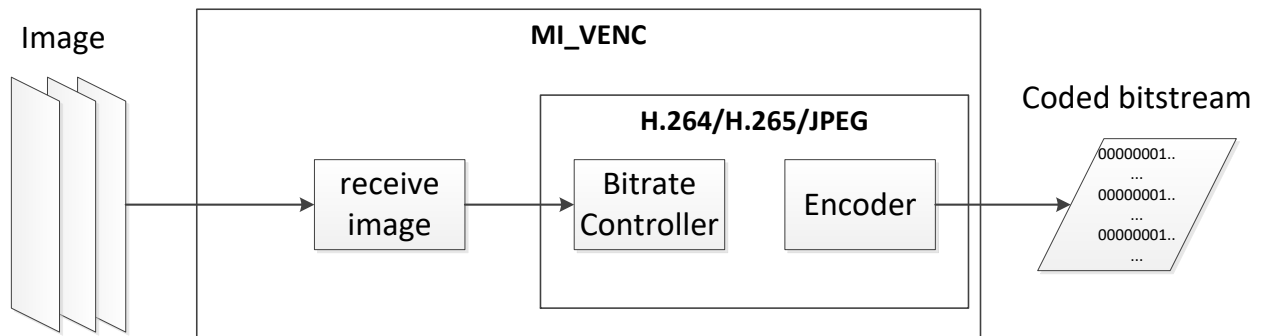 Image
MI_VENC
H.264/H.265/JPEG
receive
image
Bitrate
Controller
Encoder
Coded bitstream
00000001..
...
00000001..
...
00000001..
...